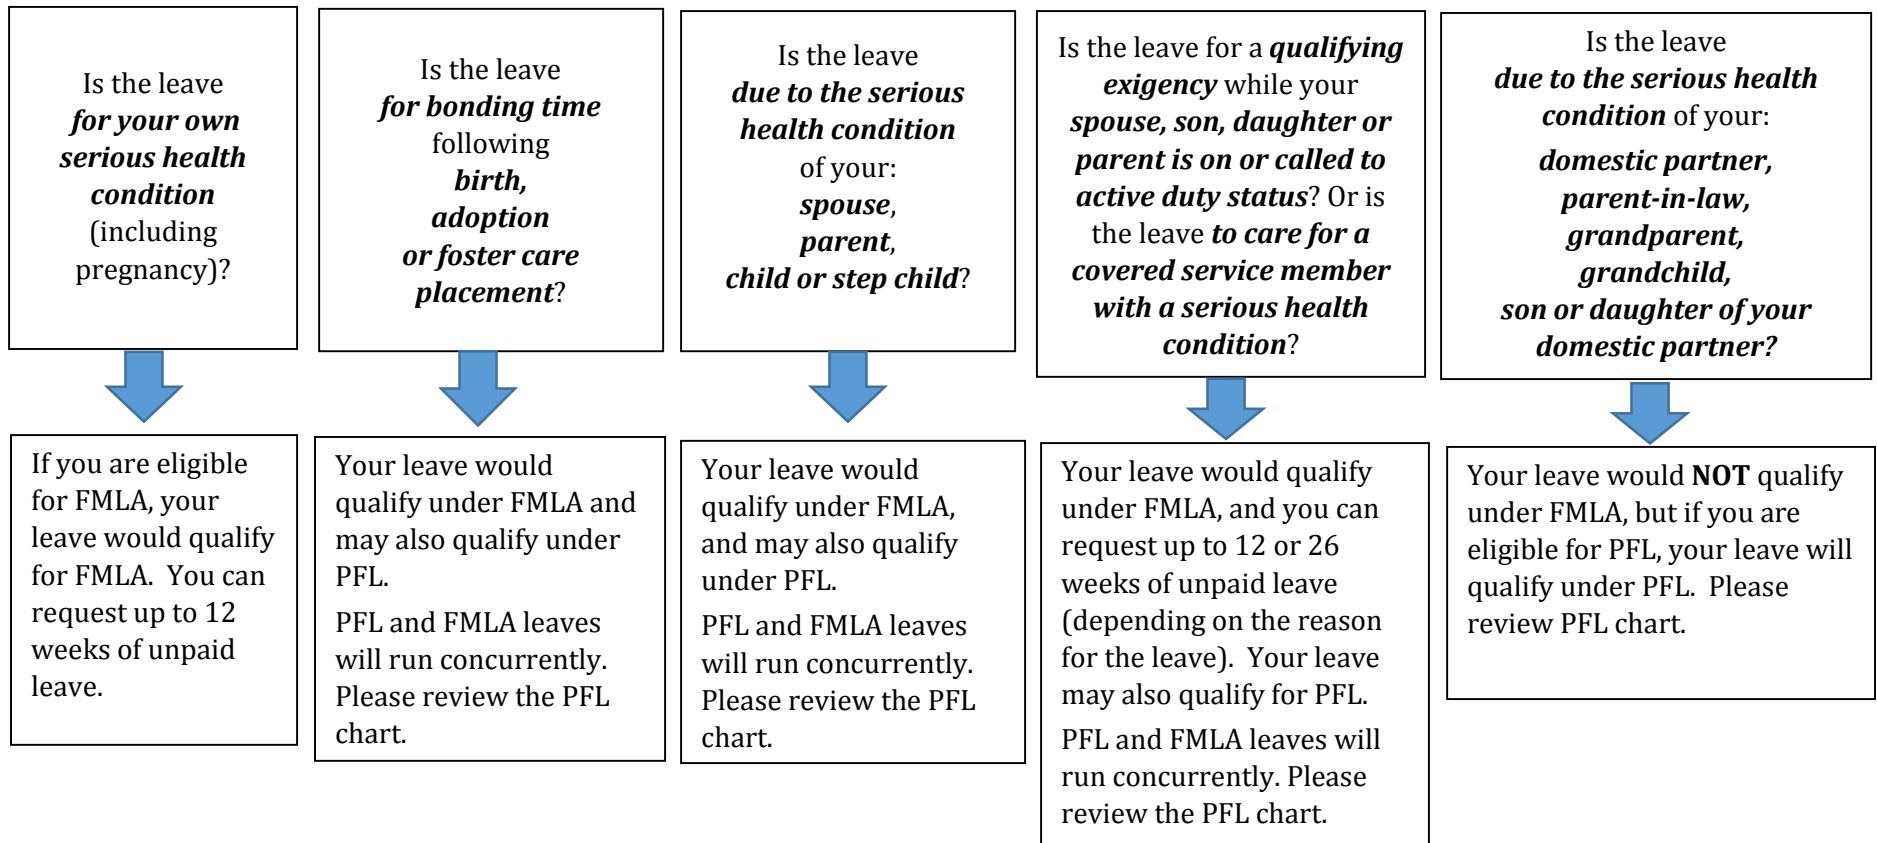 Is the leave
for your own
serious health
condition
(including
pregnancy)?
Is the leave
for bonding time
following
birth,
adoption
or foster care
placement?
Is the leave
due to the serious
health condition
of your:
spouse,
parent,
child or step child?
Is the leave for a qualifying
exigency while your
spouse, son, daughter or
parent is on or called to
active duty status? Or is
the leave to care for a
covered service member
with a serious health
condition?
Is the leave
due to the serious health
condition of your:
domestic partner,
parent-in-law,
grandparent,
grandchild,
son or daughter of your
domestic partner?
If you are eligible
for FMLA, your
leave would qualify
for FMLA.  You can
request up to 12
weeks of unpaid
leave.
Your leave would
qualify under FMLA and
may also qualify under
PFL.
PFL and FMLA leaves
will run concurrently.
Please review the PFL
chart.
Your leave would
qualify under FMLA,
and may also qualify
under PFL.
PFL and FMLA leaves
will run concurrently.
Please review the PFL
chart.
Your leave would qualify
under FMLA, and you can
request up to 12 or 26
weeks of unpaid leave
(depending on the reason
for the leave).  Your leave
may also qualify for PFL.
PFL and FMLA leaves will
run concurrently. Please
review the PFL chart.
Your leave would NOT qualify
under FMLA, but if you are
eligible for PFL, your leave will
qualify under PFL.  Please
review PFL chart.